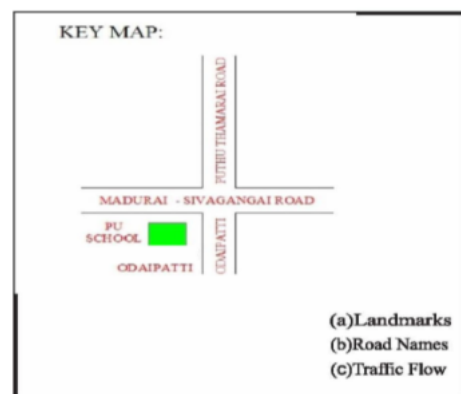 KEY MAP:
PUTHU THAMARAI ROAD
MADURAI - SIVAGANGAI ROAD
PU
SCHOOL
ODAIPATTI
ODAIPATTI
(a)Landmarks
(b)Road Names
(c)Traffic Flow